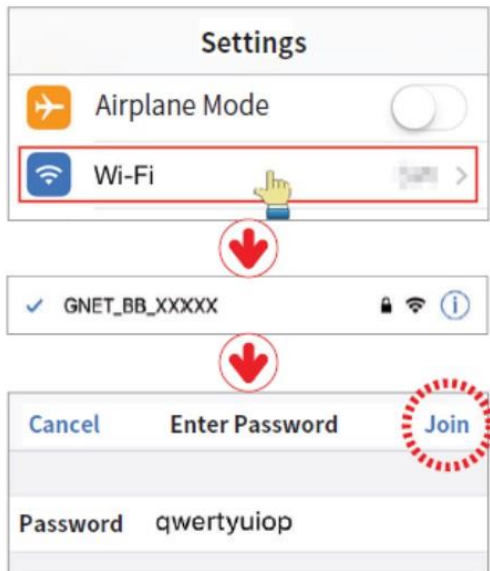 Settings
Airplane Mode
Wi-Fi
GNET_BB_XXXXX
Cancel Enter Password Join
Password qwertyuiop